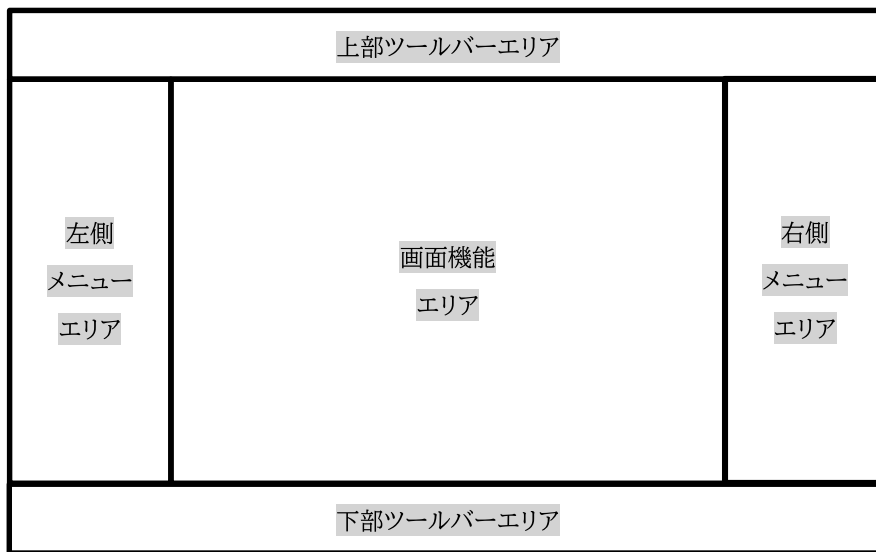 上部ツールバーエリア
左側
メニュー
エリア
画面機能
エリア
右側
メニュー
エリア
下部ツールバーエリア